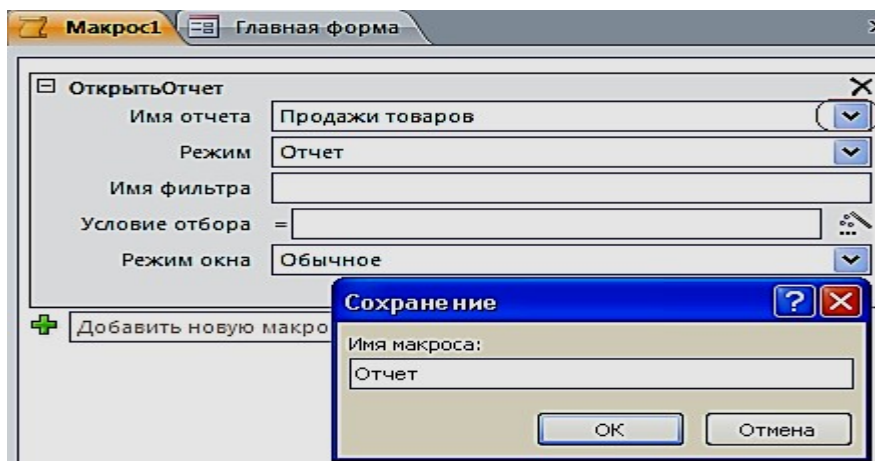 Макрос1 Главная форма
ОткрытьОтчет
Имя отчета Продажи товаров
Режим Отчет
Имя фильтра
Условие отбора =
Режим окна Обычное
Сохранение
Добавить новую макро
Имя макроса:
Отчет
ОК Отмена